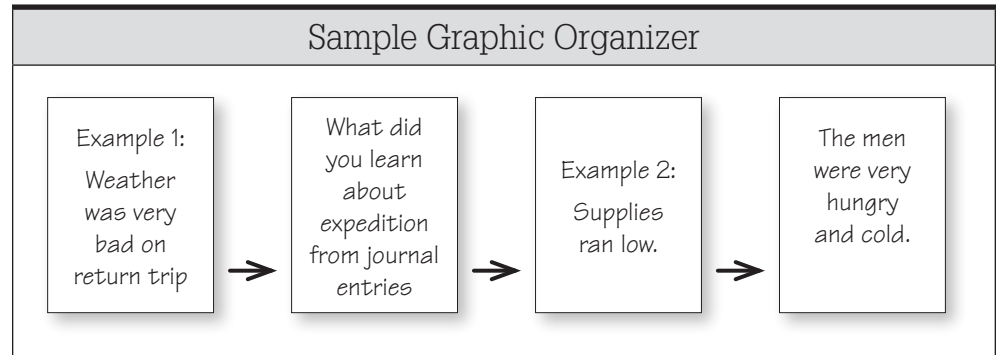 Sample Graphic Organizer
Example 1:
Weather
was very
bad on
return trip
What did
you learn
about
expedition
from journal
entries
Example 2:
Supplies
ran low.
The men
were very
hungry
and cold.